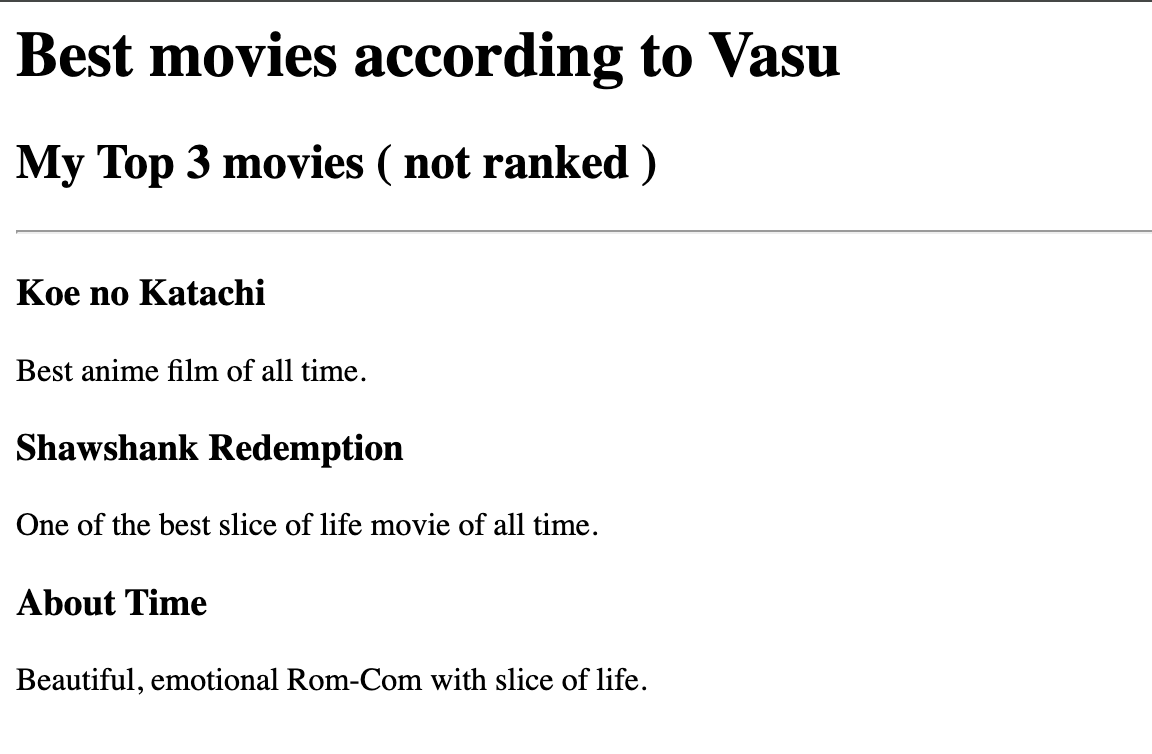 Best movies according to Vasu
My Top 3 movies ( not ranked )
Koe no Katachi
Best anime film of all time.
Shawshank Redemption
One of the best slice of life movie of all time.
About Time
Beautiful, emotional Rom-Com with slice of life.